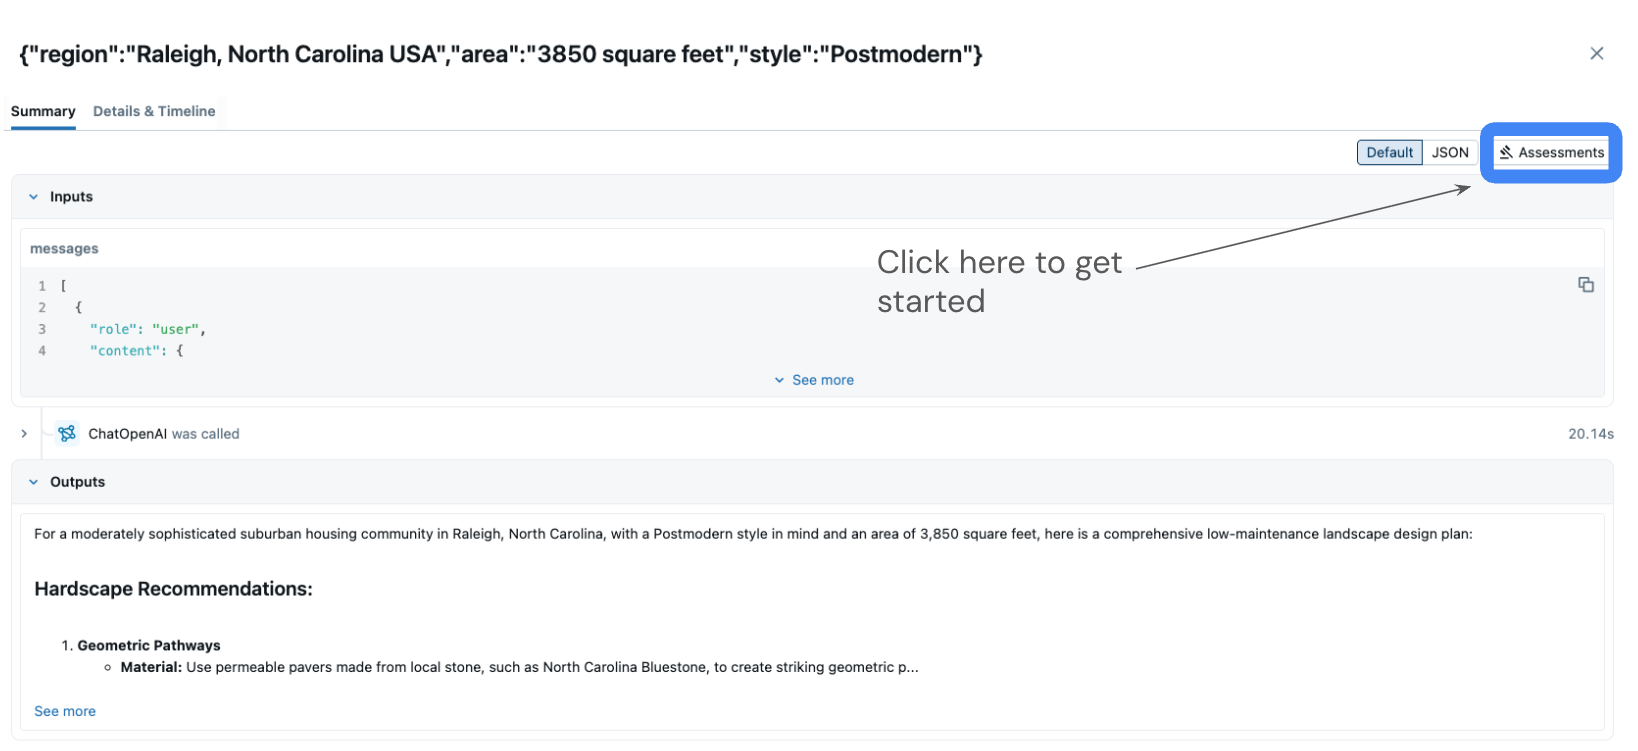 {"region":"Raleigh, North Carolina USA","area":"3850 square feet","style":"Postmodern"}
Summary Details & Timeline
Default JSON Assessments
Inputs
messages
Click here to get
started
1 [
2 {
3 "role": "user",
4 "content": {
See more
ChatOpenAI was called 20.14s
Outputs
For a moderately sophisticated suburban housing community in Raleigh, North Carolina, with a Postmodern style in mind and an area of 3,850 square feet, here is a comprehensive low-maintenance landscape design plan:
Hardscape Recommendations:
1. Geometric Pathways
Material: Use permeable pavers made from local stone, such as North Carolina Bluestone, to create striking geometric p...
See more